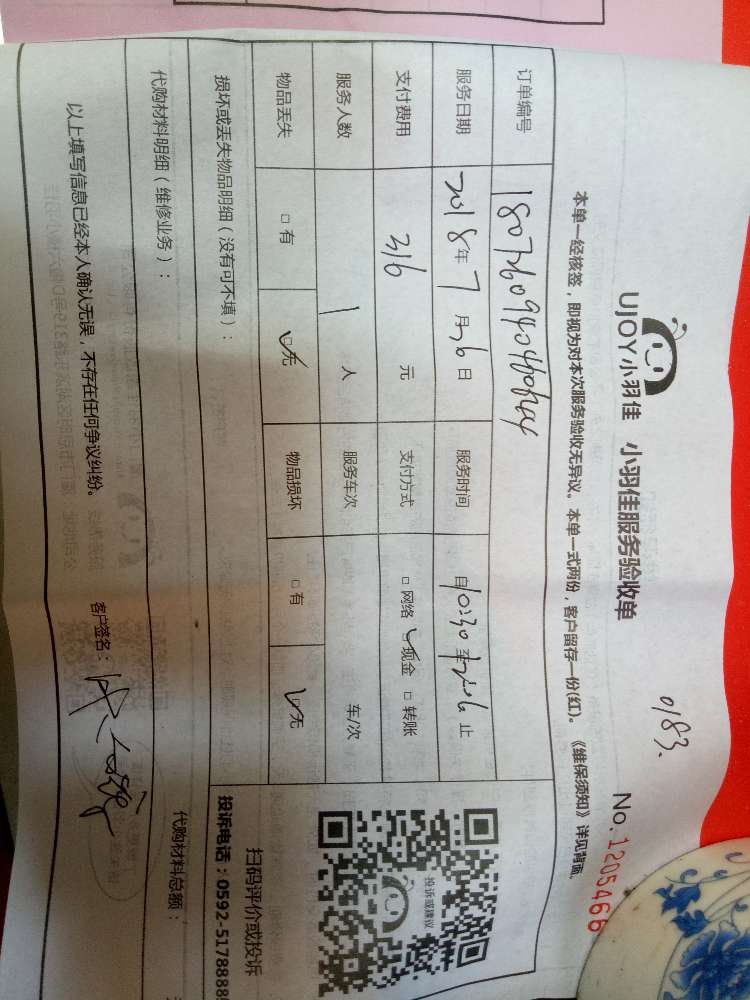 0183.
UJOY小羽佳 小羽佳服务验收单
No.1205466
本单一经核签，即视为对本次服务验收无异议。本单一式两份，客户留存一份(红)。《维保须知》详见背面。
订单编号
服务日期 2018年7月26日 服务时间 自10:30至 止
支付费用 316 元 支付方式 □网络 ☑现金 □转账
服务人数 1 人 服务车次 车/次
物品丢失 □有 ☑无 物品损坏 □有 ☑无
损坏或丢失物品明细（没有可不填）：
代购材料明细（维修业务）： 代购材料总额：
以上填写信息已经本人确认无误，不存在任何争议纠纷。 客户签名：
投诉或建议
扫码评价或投诉
投诉电话：0592-5178888